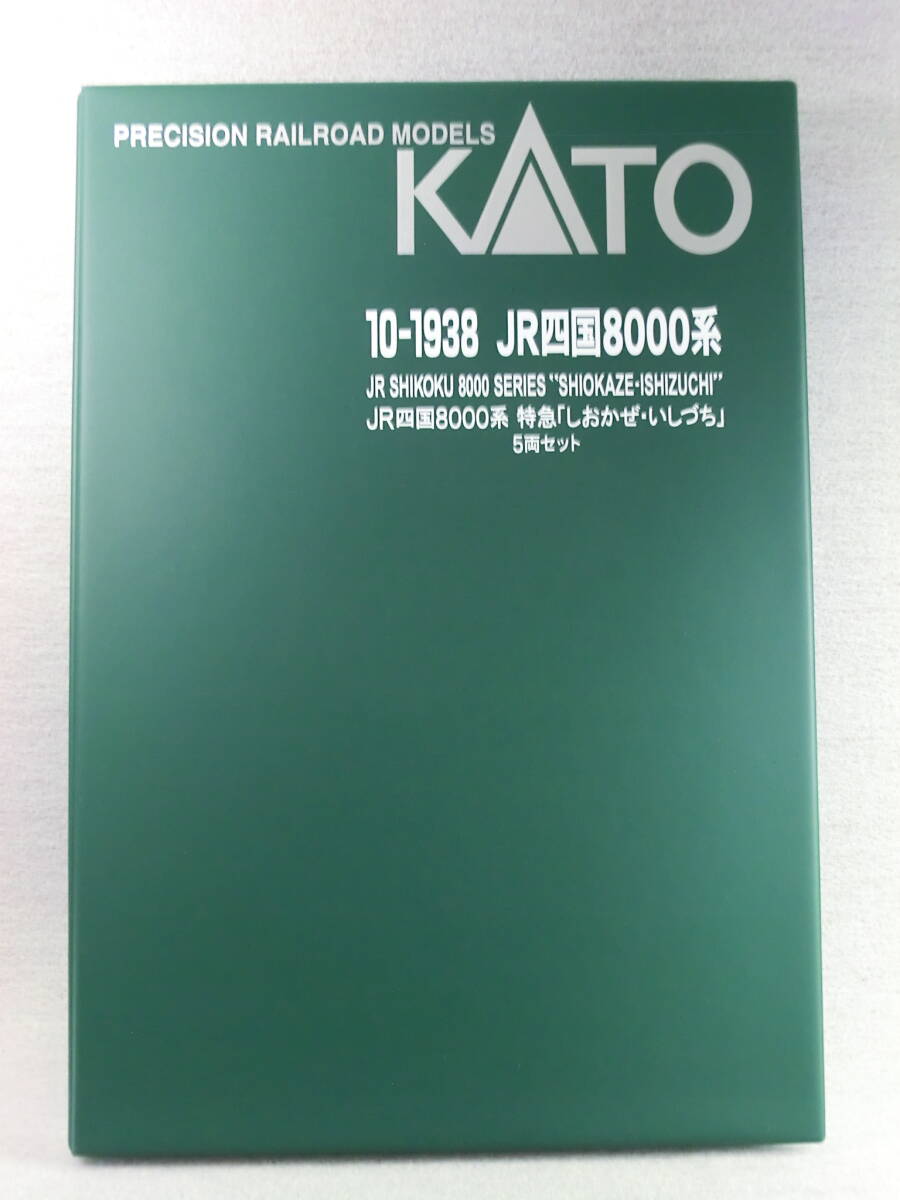 PRECISION RAILROAD MODELS
KATO
10-1938 JR四国8000系
JR SHIKOKU 8000 SERIES "SHIOKAZE·ISHIZUCHI"
JR四国8000系 特急「しおかぜ・いしづち」
5両セット